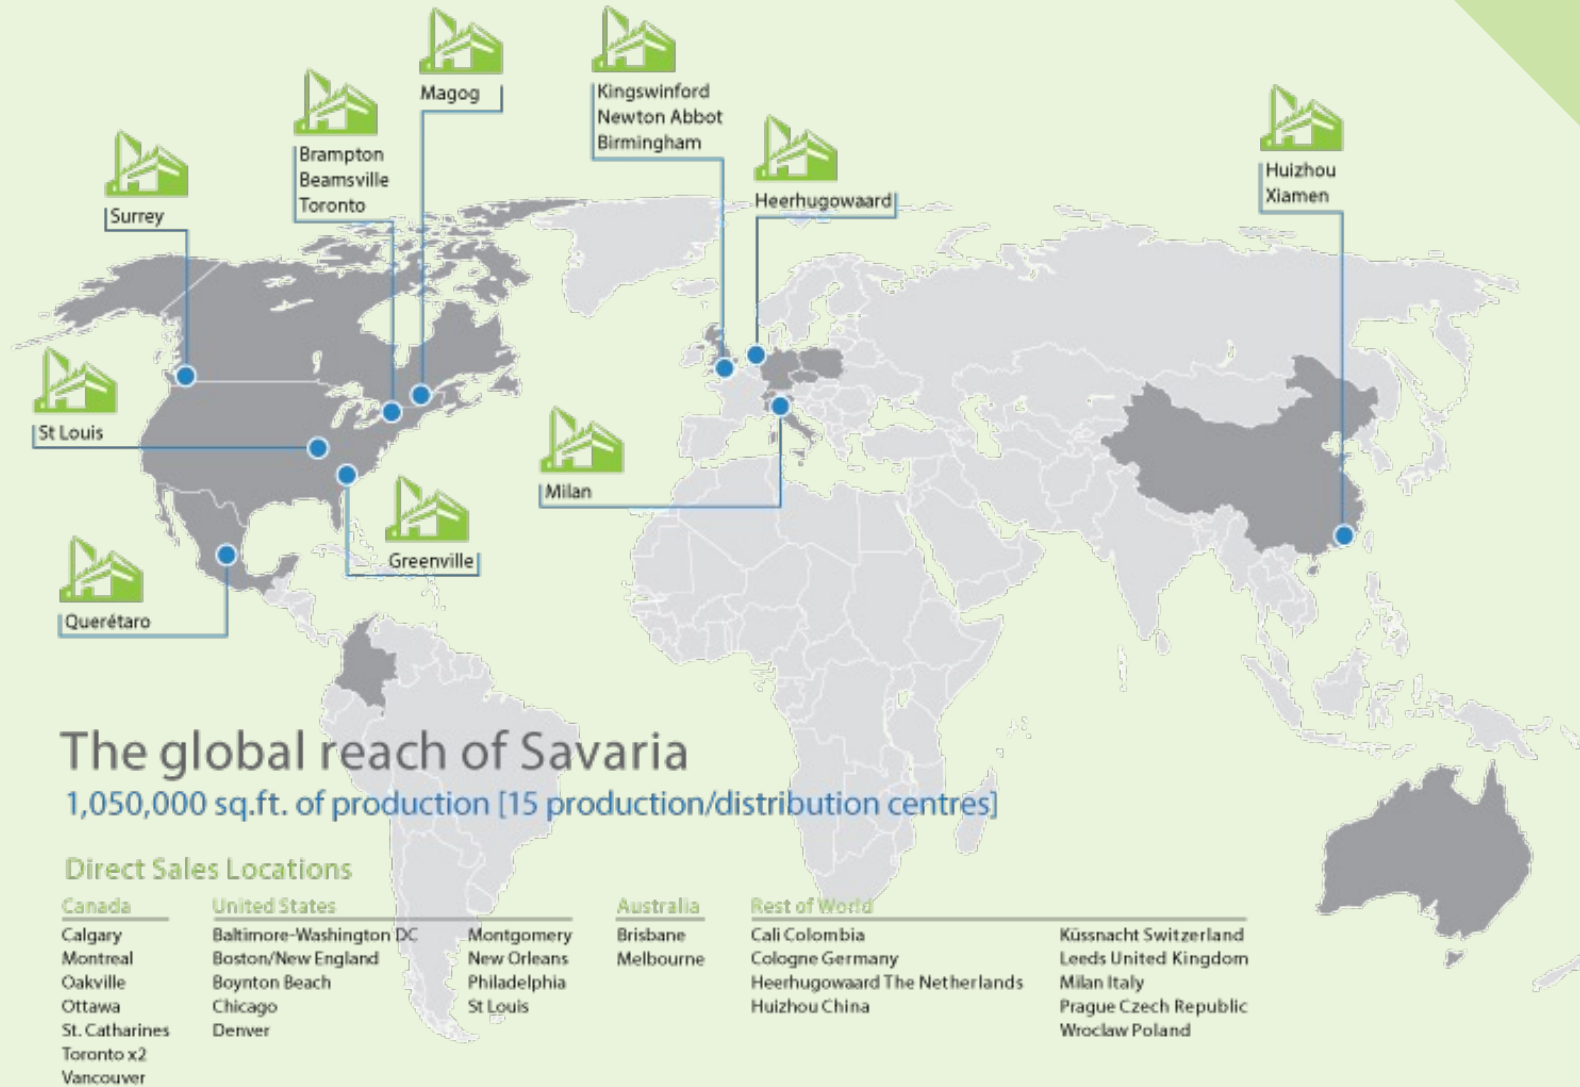 Magog
Kingswinford
Newton Abbot
Birmingham
Brampton
Beamsville
Toronto
Huizhou
Xiamen
Surrey
Heerhugowaard
St Louis
Milan
Greenville
Querétaro
The global reach of Savaria
1,050,000 sq.ft. of production [15 production/distribution centres]
Direct Sales Locations
Canada
Calgary
Montreal
Oakville
Ottawa
St. Catharines
Toronto x2
Vancouver
United States
Baltimore-Washington DC
Boston/New England
Boynton Beach
Chicago
Denver
Montgomery
New Orleans
Philadelphia
St Louis
Australia
Brisbane
Melbourne
Rest of World
Cali Colombia
Cologne Germany
Heerhugowaard The Netherlands
Huizhou China
Küssnacht Switzerland
Leeds United Kingdom
Milan Italy
Prague Czech Republic
Wroclaw Poland